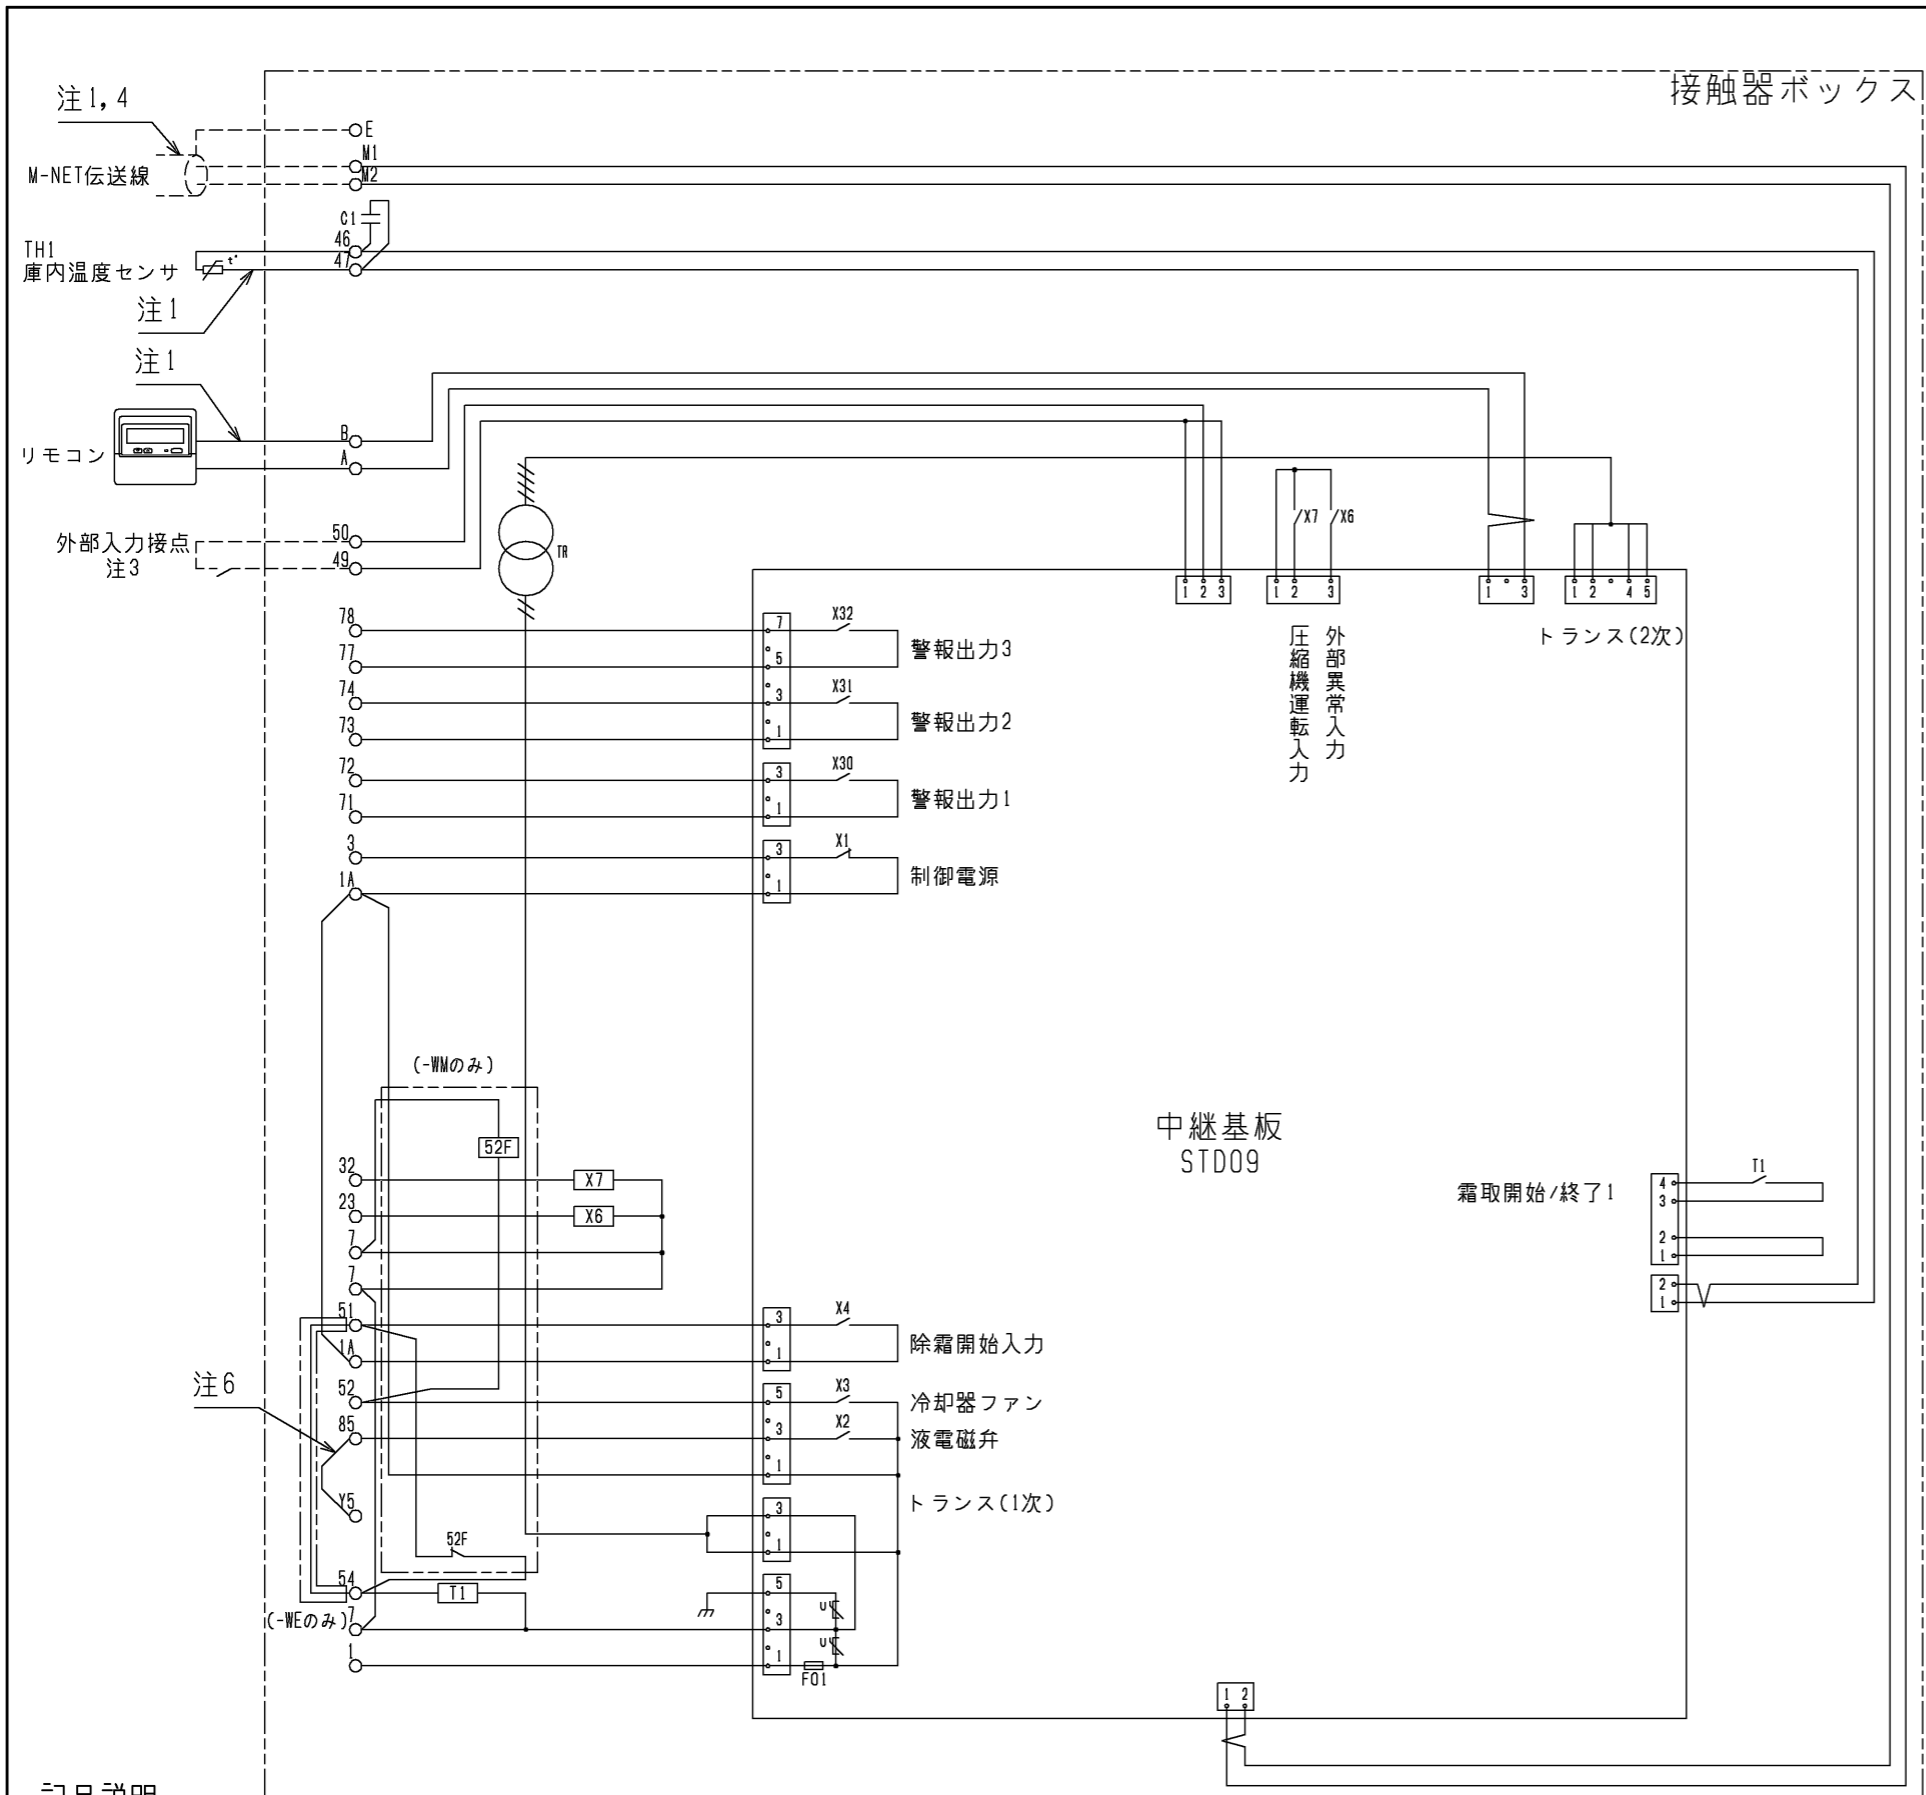 接触器ボックス
注1,4
E
M1
M-NET伝送線
M2
C1
46
TH1
庫内温度センサ
t°
47
注1
注1
B
リモコン
A
50
外部入力接点
注3
49
TR
X7
X6
1 2 3
1 2 3
1 3
1 2 4 5
圧縮機運転入力
外部異常入力
トランス(2次)
78
7
X32
警報出力3
77
5
74
3
X31
警報出力2
73
1
72
3
X30
警報出力1
71
1
3
3
X1
制御電源
1A
1
(-WMのみ)
中継基板
STD09
52F
32
X7
23
X6
7
7
霜取開始/終了1
4
T1
3
2
1
2
1
51
3
X4
除霜開始入力
1A
1
注6
52
5
X3
冷却器ファン
85
3
X2
液電磁弁
1
Y5
3
トランス(1次)
1
52F
54
T1
5
U
(-WEのみ)
7
3
U
1
1
F01
1 2